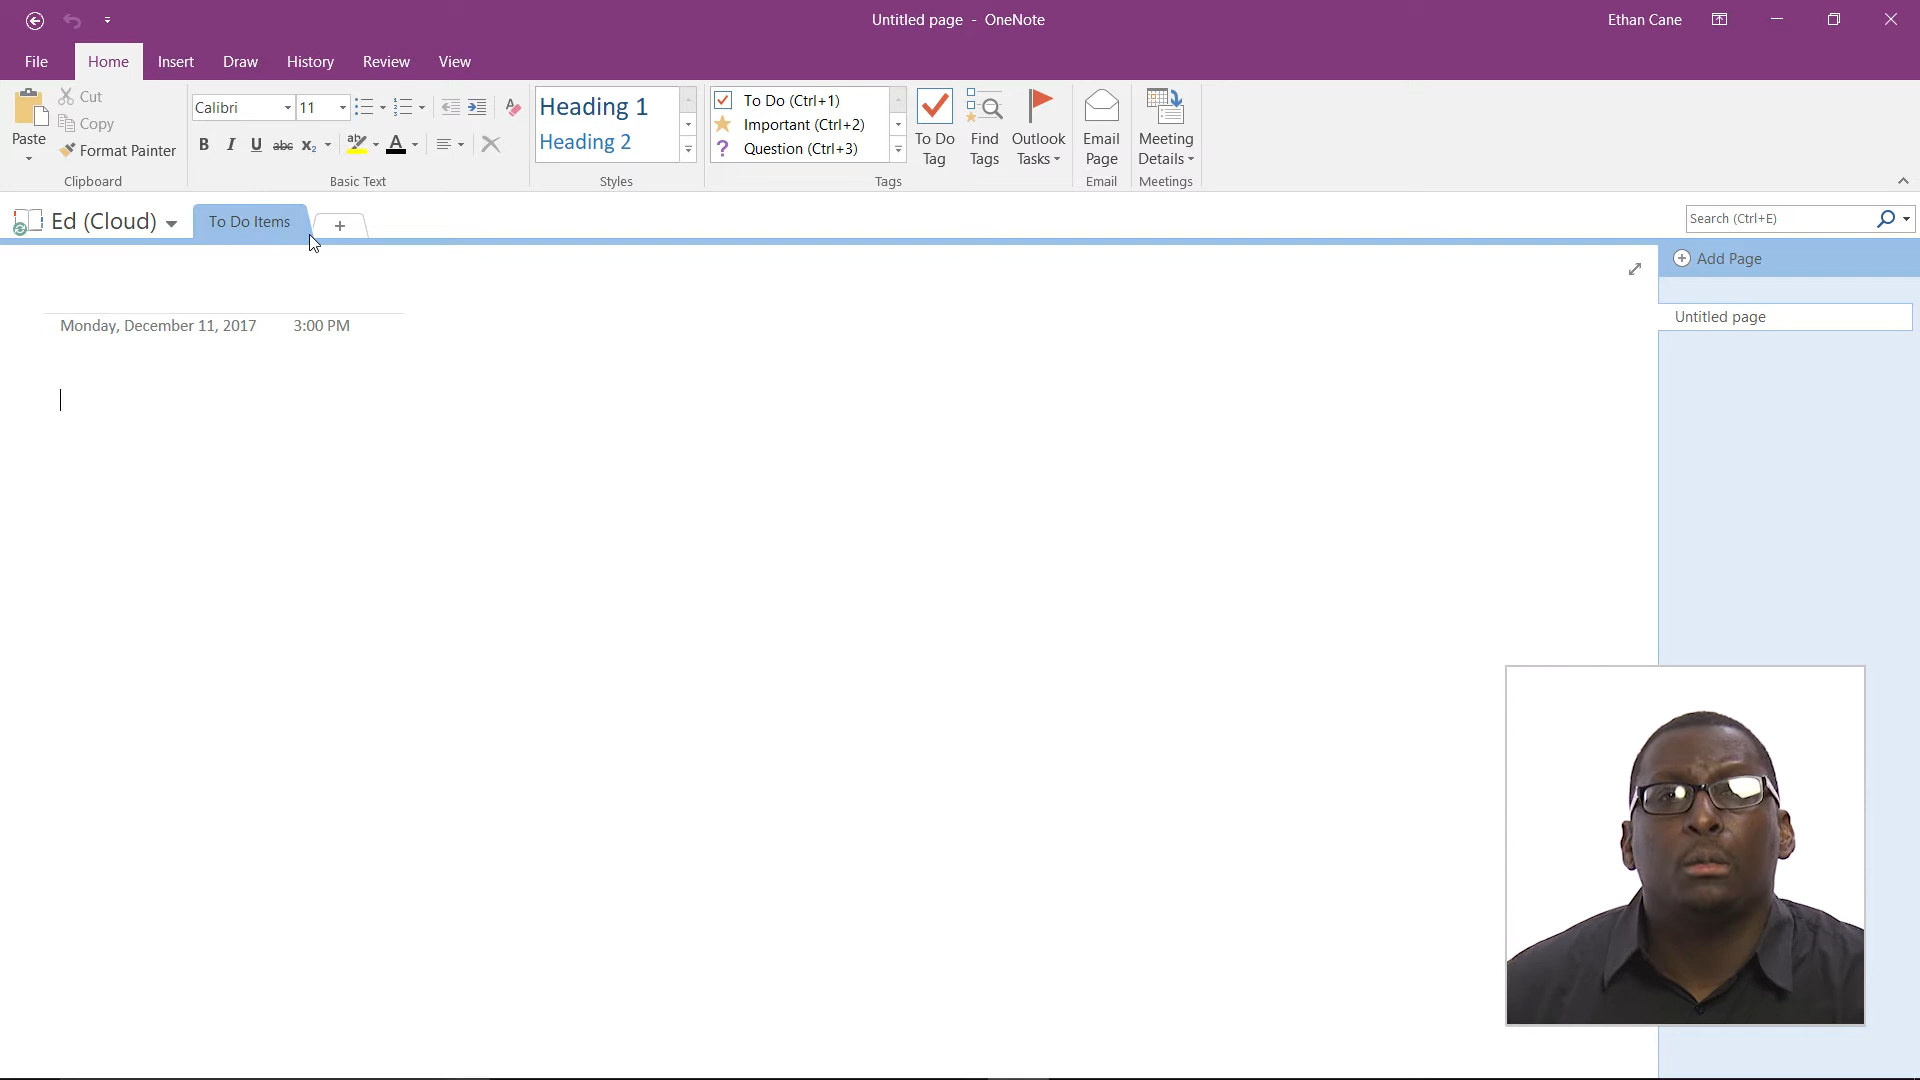 Untitled page - OneNote
Ethan Cane
File Home Insert Draw History Review View
Paste
Cut
Copy
Format Painter
Clipboard
Calibri 11
B I U abc X₂ aby A
Basic Text
Heading 1
Heading 2
Styles
To Do (Ctrl+1)
Important (Ctrl+2)
Question (Ctrl+3)
To Do
Tag
Find
Tags
Outlook
Tasks
Tags
Email
Page
Email
Meeting
Details
Meetings
Ed (Cloud) To Do Items +
Search (Ctrl+E)
Add Page
Monday, December 11, 2017 3:00 PM
Untitled page